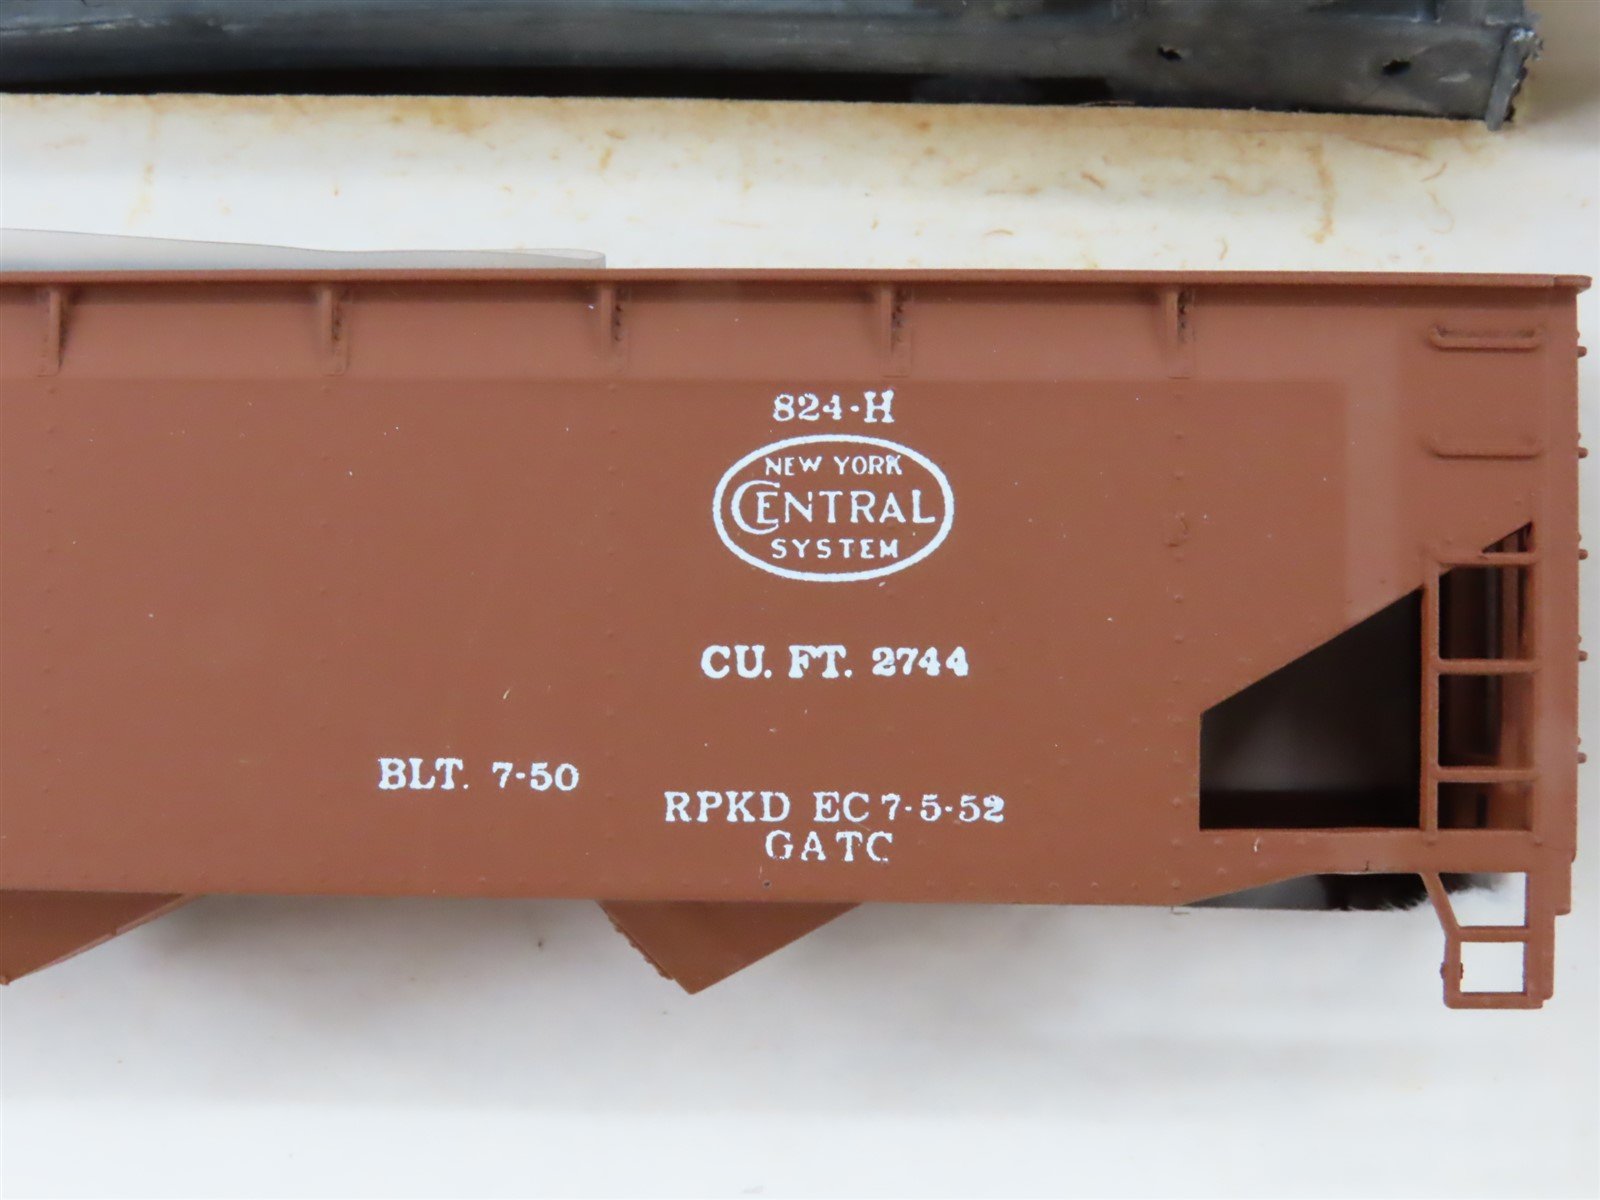 824-H
NEW YORK
CENTRAL
SYSTEM
CU. FT. 2744
BLT. 7-50
RPKD EC 7-5-52
GATC